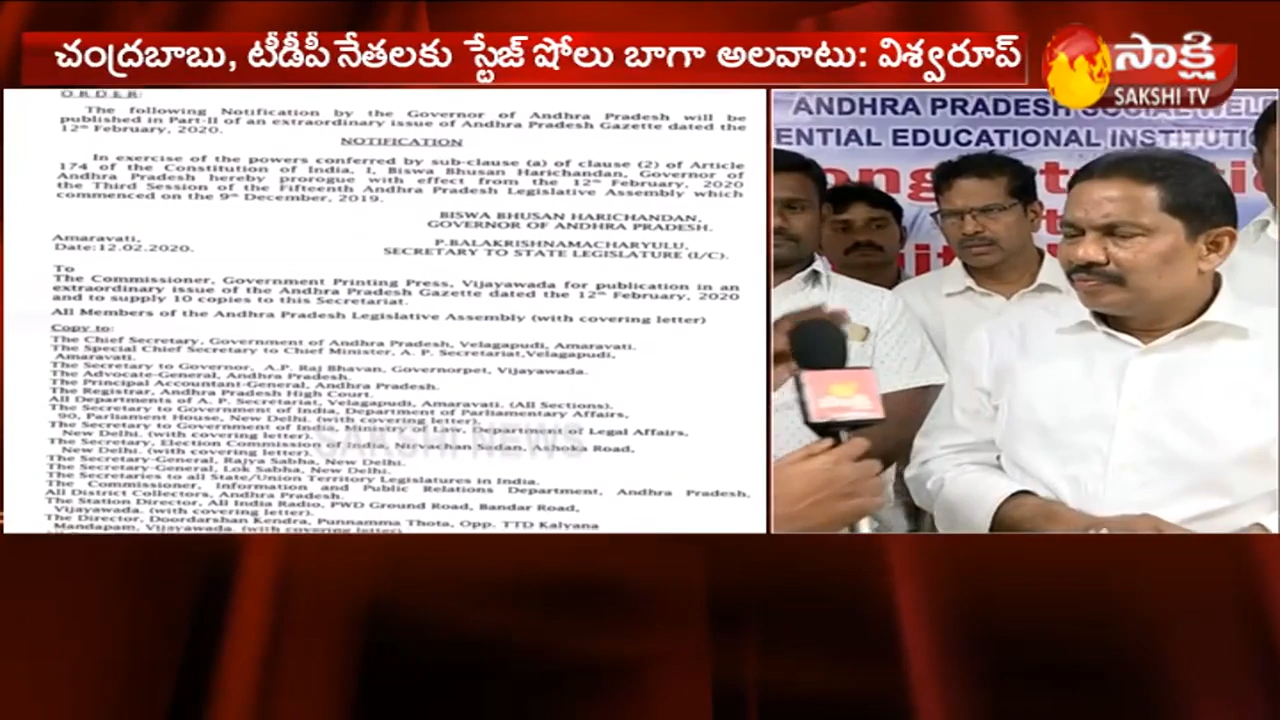 చంద్రబాబు, టీడీపీ నేతలకు స్టేజ్ షోలు బాగా అలవాటు: విశ్వరూప్
సాక్షి
SAKSHI TV
ORDER:
The following Notification by the Governor of Andhra Pradesh will be
published in Part-II of an extraordinary issue of Andhra Pradesh Gazette dated the
12th February, 2020.
NOTIFICATION
In exercise of the powers conferred by sub-clause (a) of clause (2) of Article
174 of the Constitution of India, I, Biswa Bhusan Harichandan, Governor of
Andhra Pradesh hereby prorogue with effect from the 12th February, 2020
the Third Session of the Fifteenth Andhra Pradesh Legislative Assembly which
commenced on the 9th December, 2019.
BISWA BHUSAN HARICHANDAN,
GOVERNOR OF ANDHRA PRADESH.
Amaravati,
Date:12.02.2020.
P.BALAKRISHNAMACHARYULU,
SECRETARY TO STATE LEGISLATURE (I/C).
To
The Commissioner, Government Printing Press, Vijayawada for publication in an
extraordinary issue of the Andhra Pradesh Gazette dated the 12th February, 2020
and to supply 10 copies to this Secretariat.
All Members of the Andhra Pradesh Legislative Assembly (with covering letter)
Copy to:
The Chief Secretary, Government of Andhra Pradesh, Velagapudi, Amaravati.
The Special Chief Secretary to Chief Minister, A. P. Secretariat,Velagapudi,
Amaravati.
The Secretary to Governor, A.P. Raj Bhavan, Governorpet, Vijayawada.
The Advocate-General, Andhra Pradesh.
The Principal Accountant-General, Andhra Pradesh.
The Registrar, Andhra Pradesh High Court.
All Departments of A. P. Secretariat, Velagapudi, Amaravati. (All Sections).
The Secretary to Government of India, Department of Parliamentary Affairs,
90, Parliament House, New Delhi. (with covering letter).
The Secretary to Government of India, Ministry of Law, Department of Legal Affairs,
New Delhi. (with covering letter).
The Secretary, Election Commission of India, Nirvachan Sadan, Ashoka Road,
New Delhi. (with covering letter).
The Secretary-General, Rajya Sabha, New Delhi.
The Secretary-General, Lok Sabha, New Delhi.
The Secretaries to all State/Union Territory Legislatures in India.
The Commissioner, Information and Public Relations Department, Andhra Pradesh,
All District Collectors, Andhra Pradesh.
The Station Director, All India Radio, PWD Ground Road, Bandar Road,
Vijayawada. (with covering letter).
The Director, Doordarshan Kendra, Punnamma Thota, Opp. TTD Kalyana
Mandapam, Vijayawada. (with covering letter)
SAKSHI NEWS
ANDHRA PRADESH SOCIAL WEL
ENTIAL EDUCATIONAL INSTITUTIO